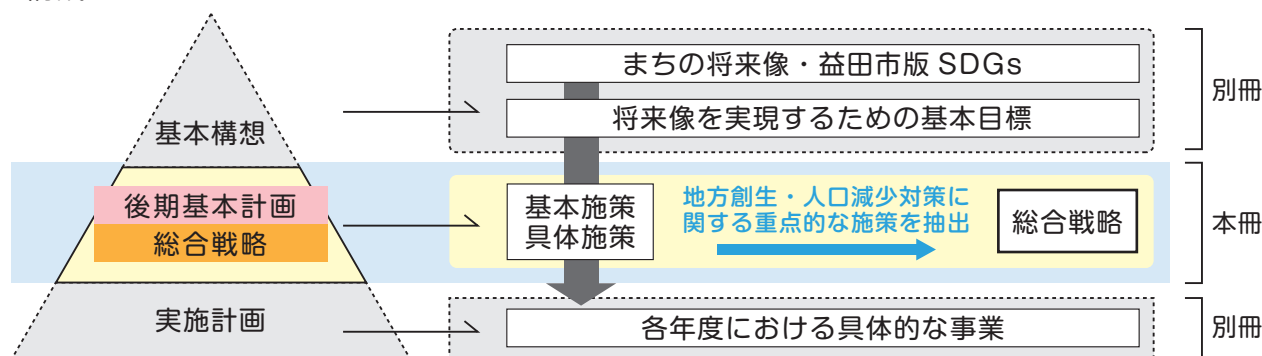 まちの将来像・益田市版 SDGs
将来像を実現するための基本目標
別冊
基本構想
後期基本計画
総合戦略
基本施策
具体施策
地方創生・人口減少対策に
関する重点的な施策を抽出
総合戦略
本冊
実施計画
各年度における具体的な事業
別冊